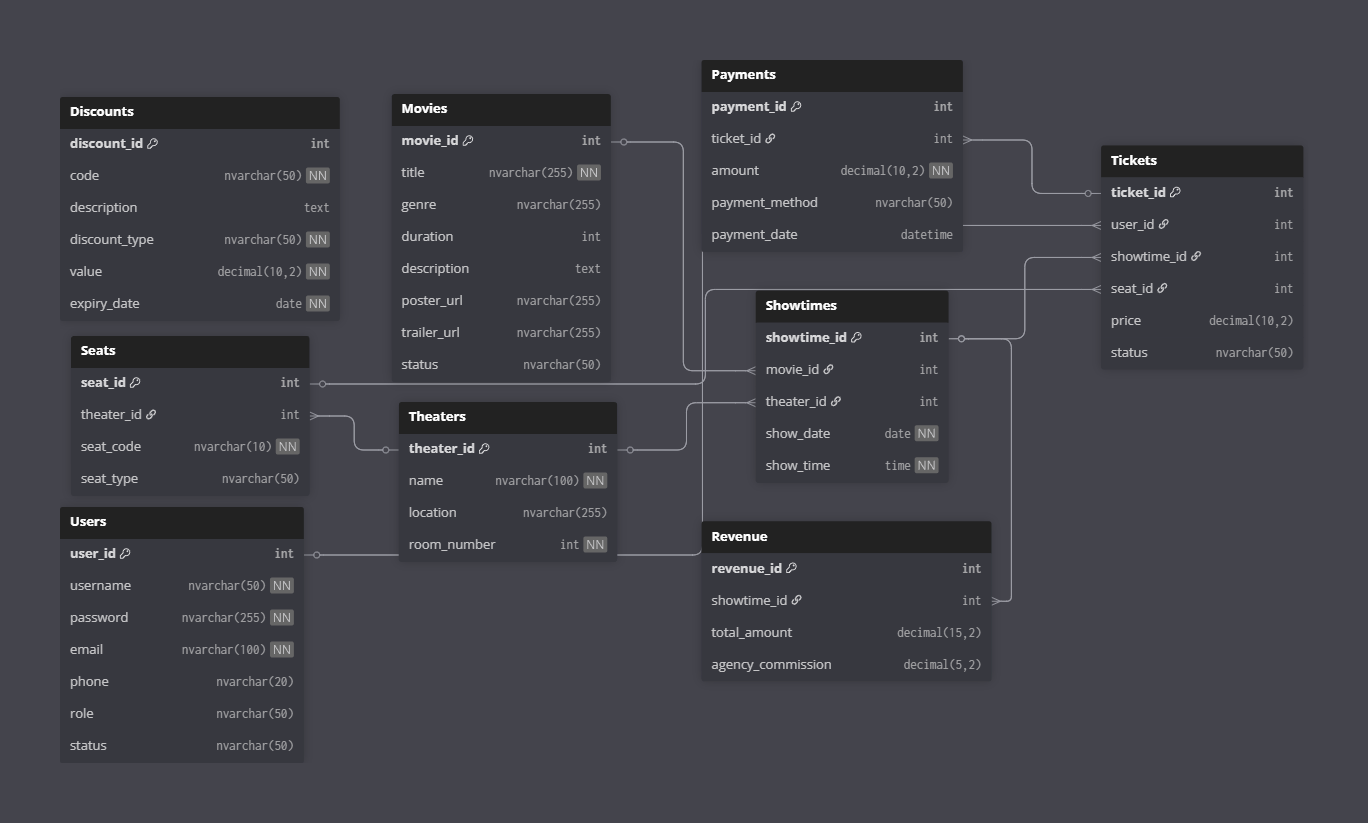 Discounts
discount_id int
code nvarchar(50) NN
description text
discount_type nvarchar(50) NN
value decimal(10,2) NN
expiry_date date NN
Seats
seat_id int
theater_id int
seat_code nvarchar(10) NN
seat_type nvarchar(50)
Users
user_id int
username nvarchar(50) NN
password nvarchar(255) NN
email nvarchar(100) NN
phone nvarchar(20)
role nvarchar(50)
status nvarchar(50)
Movies
movie_id int
title nvarchar(255) NN
genre nvarchar(255)
duration int
description text
poster_url nvarchar(255)
trailer_url nvarchar(255)
status nvarchar(50)
Theaters
theater_id int
name nvarchar(100) NN
location nvarchar(255)
room_number int NN
Payments
payment_id int
ticket_id int
amount decimal(10,2) NN
payment_method nvarchar(50)
payment_date datetime
Showtimes
showtime_id int
movie_id int
theater_id int
show_date date NN
show_time time NN
Revenue
revenue_id int
showtime_id int
total_amount decimal(15,2)
agency_commission decimal(5,2)
Tickets
ticket_id int
user_id int
showtime_id int
seat_id int
price decimal(10,2)
status nvarchar(50)